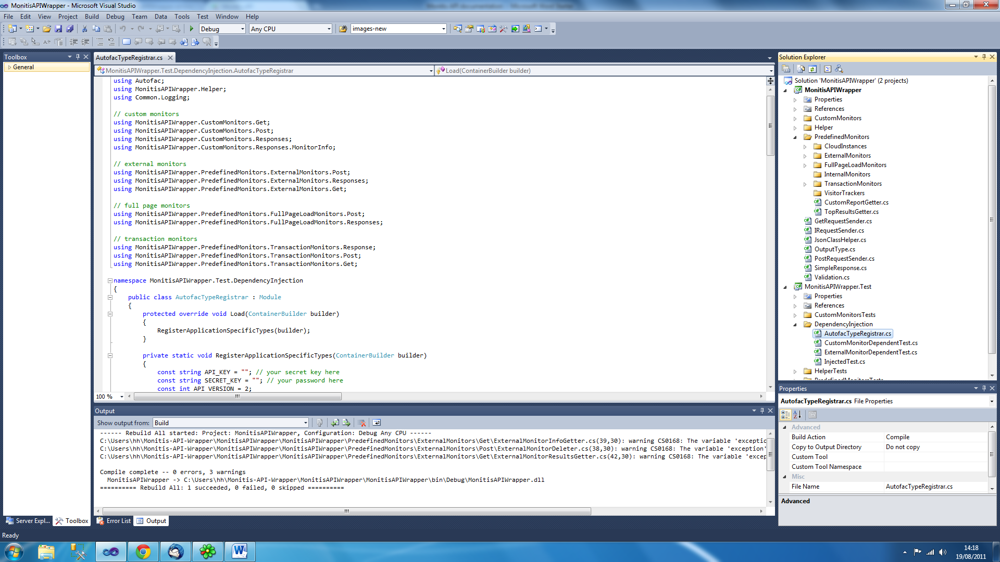 MonitisAPIWrapper - Microsoft Visual Studio
File Edit View Project Build Debug Team Data Tools Test Window Help
Debug Any CPU images-new
Toolbox
General
AutofacTypeRegistrar.cs
MonitisAPIWrapper.Test.DependencyInjection.AutofacTypeRegistrar Load(ContainerBuilder builder)
using Autofac;
using MonitisAPIWrapper.Helper;
using Common.Logging;
// custom monitors
using MonitisAPIWrapper.CustomMonitors.Get;
using MonitisAPIWrapper.CustomMonitors.Post;
using MonitisAPIWrapper.CustomMonitors.Responses;
using MonitisAPIWrapper.CustomMonitors.Responses.MonitorInfo;
// external monitors
using MonitisAPIWrapper.PredefinedMonitors.ExternalMonitors.Post;
using MonitisAPIWrapper.PredefinedMonitors.ExternalMonitors.Responses;
using MonitisAPIWrapper.PredefinedMonitors.ExternalMonitors.Get;
// full page monitors
using MonitisAPIWrapper.PredefinedMonitors.FullPageLoadMonitors.Post;
using MonitisAPIWrapper.PredefinedMonitors.FullPageLoadMonitors.Responses;
// transaction monitors
using MonitisAPIWrapper.PredefinedMonitors.TransactionMonitors.Response;
using MonitisAPIWrapper.PredefinedMonitors.TransactionMonitors.Post;
using MonitisAPIWrapper.PredefinedMonitors.TransactionMonitors.Get;
namespace MonitisAPIWrapper.Test.DependencyInjection
{
public class AutofacTypeRegistrar : Module
{
protected override void Load(ContainerBuilder builder)
{
RegisterApplicationSpecificTypes(builder);
}
private static void RegisterApplicationSpecificTypes(ContainerBuilder builder)
{
const string API_KEY = ""; // your secret key here
const string SECRET_KEY = ""; // your password here
const int API_VERSION = 2;
100 %
Output
Show output from: Build
------ Rebuild All started: Project: MonitisAPIWrapper, Configuration: Debug Any CPU ------
C:\Users\hh\Monitis-API-Wrapper\MonitisAPIWrapper\MonitisAPIWrapper\PredefinedMonitors\ExternalMonitors\Get\ExternalMonitorInfoGetter.cs(39,30): warning CS0168: The variable 'exceptic
C:\Users\hh\Monitis-API-Wrapper\MonitisAPIWrapper\MonitisAPIWrapper\PredefinedMonitors\ExternalMonitors\Post\ExternalMonitorDeleter.cs(38,30): warning CS0168: The variable 'exception'
C:\Users\hh\Monitis-API-Wrapper\MonitisAPIWrapper\MonitisAPIWrapper\PredefinedMonitors\ExternalMonitors\Get\ExternalMonitorResultsGetter.cs(42,30): warning CS0168: The variable 'excep
Compile complete -- 0 errors, 3 warnings
MonitisAPIWrapper -> C:\Users\hh\Monitis-API-Wrapper\MonitisAPIWrapper\MonitisAPIWrapper\bin\Debug\MonitisAPIWrapper.dll
========== Rebuild All: 1 succeeded, 0 failed, 0 skipped ==========
Server Expl... Toolbox Error List Output
Solution Explorer
Solution 'MonitisAPIWrapper' (2 projects)
MonitisAPIWrapper
Properties
References
CustomMonitors
Helper
PredefinedMonitors
CloudInstances
ExternalMonitors
FullPageLoadMonitors
InternalMonitors
TransactionMonitors
VisitorTrackers
CustomReportGetter.cs
TopResultsGetter.cs
GetRequestSender.cs
IRequestSender.cs
JsonClassHelper.cs
OutputType.cs
PostRequestSender.cs
SimpleResponse.cs
Validation.cs
MonitisAPIWrapper.Test
Properties
References
CustomMonitorsTests
DependencyInjection
AutofacTypeRegistrar.cs
CustomMonitorDependentTest.cs
ExternalMonitorDependentTest.cs
InjectedTest.cs
HelperTests
Properties
AutofacTypeRegistrar.cs File Properties
Advanced
Build Action Compile
Copy to Output Directory Do not copy
Custom Tool
Custom Tool Namespace
Misc
File Name AutofacTypeRegistrar.cs
Advanced
Ready
14:18
19/08/2011